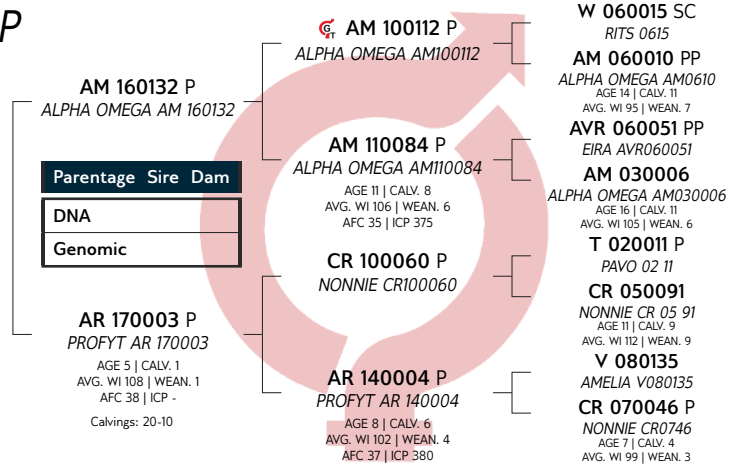 P
AM 160132 P
ALPHA OMEGA AM 160132
Parentage Sire Dam
DNA
Genomic
AR 170003 P
PROFYT AR 170003
AGE 5 | CALV. 1
AVG. WI 108 | WEAN. 1
AFC 38 | ICP -
Calvings: 20-10
GT AM 100112 P
ALPHA OMEGA AM100112
AM 110084 P
ALPHA OMEGA AM110084
AGE 11 | CALV. 8
AVG. WI 106 | WEAN. 6
AFC 35 | ICP 375
CR 100060 P
NONNIE CR100060
AR 140004 P
PROFYT AR 140004
AGE 8 | CALV. 6
AVG. WI 102 | WEAN. 4
AFC 37 | ICP 380
W 060015 SC
RITS 0615
AM 060010 PP
ALPHA OMEGA AM0610
AGE 14 | CALV. 11
AVG. WI 95 | WEAN. 7
AVR 060051 PP
EIRA AVR060051
AM 030006
ALPHA OMEGA AM030006
AGE 16 | CALV. 11
AVG. WI 105 | WEAN. 6
T 020011 P
PAVO 02 11
CR 050091
NONNIE CR 05 91
AGE 11 | CALV. 9
AVG. WI 112 | WEAN. 9
V 080135
AMELIA V080135
CR 070046 P
NONNIE CR0746
AGE 7 | CALV. 4
AVG. WI 99 | WEAN. 3